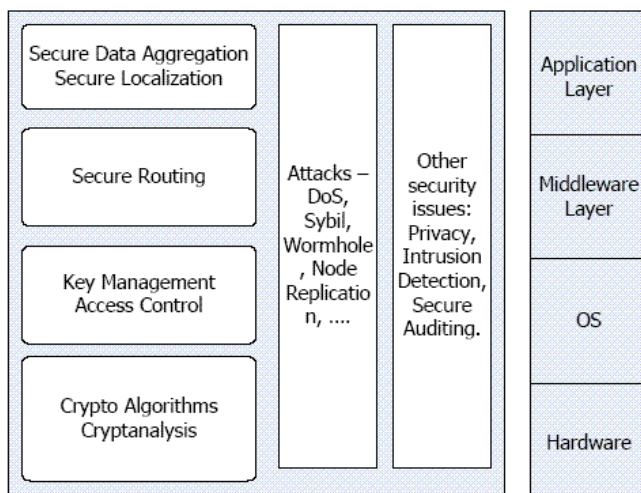 Secure Data Aggregation
Secure Localization
Secure Routing
Key Management
Access Control
Crypto Algorithms
Cryptanalysis
Attacks –
DoS,
Sybil,
Wormhole
, Node
Replicatio
n, ....
Other
security
issues:
Privacy,
Intrusion
Detection,
Secure
Auditing.
Application
Layer
Middleware
Layer
OS
Hardware